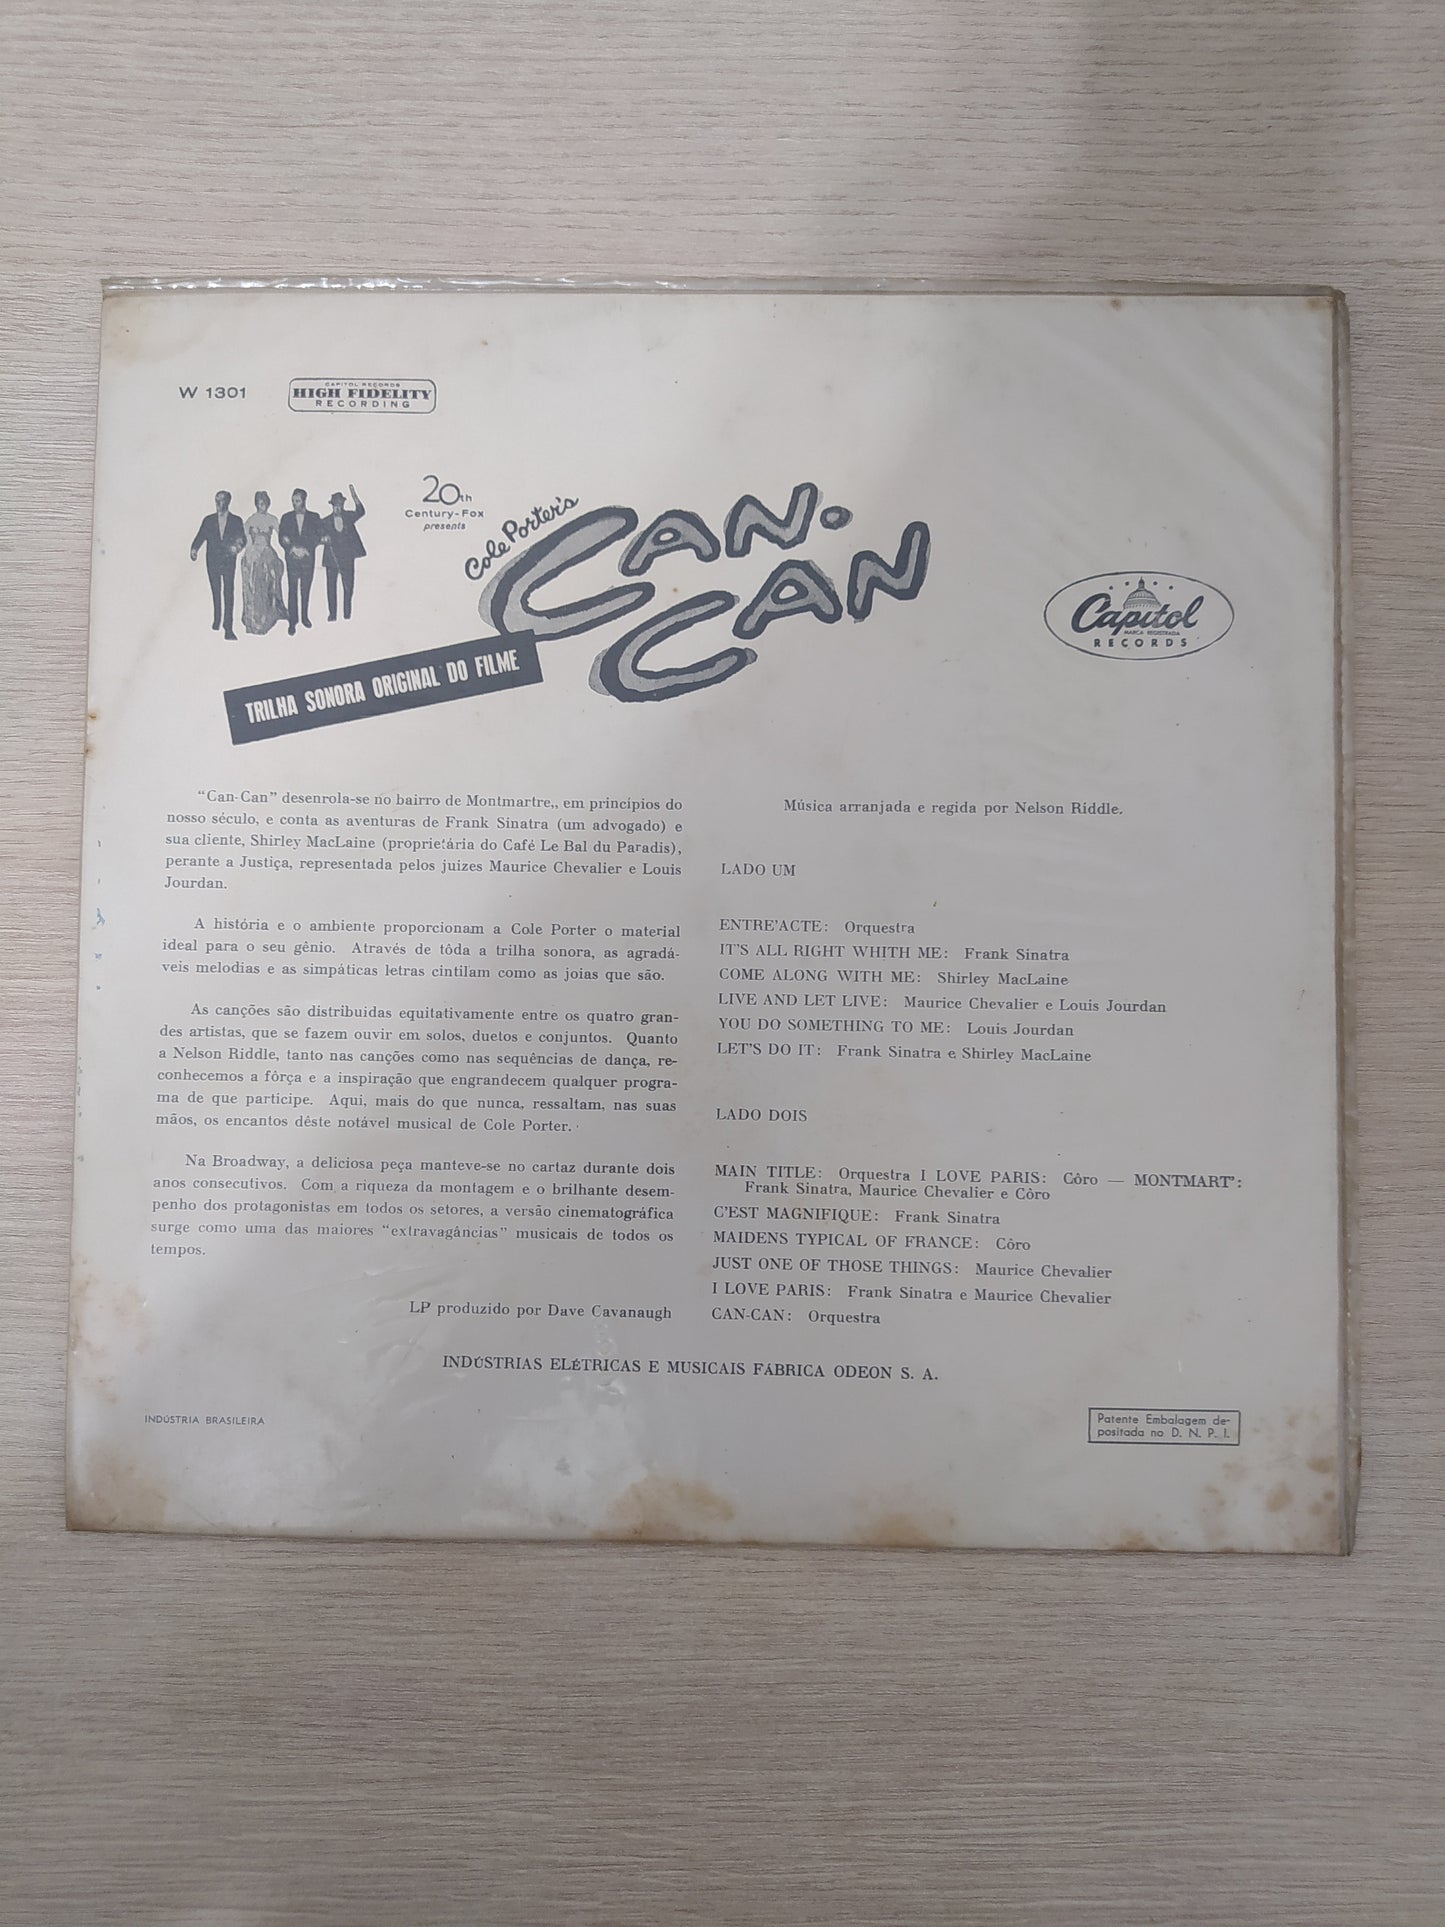 W 1301
CAPITOL RECORDS
HIGH FIDELITY
RECORDING
20th
Century-Fox
presents
Cole Porter's
CAN-
CAN
TRILHA SONORA ORIGINAL DO FILME
Capitol
MARCA REGISTRADA
RECORDS
"Can-Can" desenrola-se no bairro de Montmartre,, em princípios do
nosso século, e conta as aventuras de Frank Sinatra (um advogado) e
sua cliente, Shirley MacLaine (proprietária do Café Le Bal du Paradis),
perante a Justiça, representada pelos juizes Maurice Chevalier e Louis
Jourdan.
A história e o ambiente proporcionam a Cole Porter o material
ideal para o seu gênio. Através de tôda a trilha sonora, as agradá-
veis melodias e as simpáticas letras cintilam como as joias que são.
As canções são distribuidas equitativamente entre os quatro gran-
des artistas, que se fazem ouvir em solos, duetos e conjuntos. Quanto
a Nelson Riddle, tanto nas canções como nas sequências de dança, re-
conhecemos a fôrça e a inspiração que engrandecem qualquer progra-
ma de que participe. Aqui, mais do que nunca, ressaltam, nas suas
mãos, os encantos dêste notável musical de Cole Porter.
Na Broadway, a deliciosa peça manteve-se no cartaz durante dois
anos consecutivos. Com a riqueza da montagem e o brilhante desem-
penho dos protagonistas em todos os setores, a versão cinematográfica
surge como uma das maiores "extravagâncias" musicais de todos os
tempos.
LP produzido por Dave Cavanaugh
Música arranjada e regida por Nelson Riddle.
LADO UM
ENTRE'ACTE: Orquestra
IT'S ALL RIGHT WHITH ME: Frank Sinatra
COME ALONG WITH ME: Shirley MacLaine
LIVE AND LET LIVE: Maurice Chevalier e Louis Jourdan
YOU DO SOMETHING TO ME: Louis Jourdan
LET'S DO IT: Frank Sinatra e Shirley MacLaine
LADO DOIS
MAIN TITLE: Orquestra I LOVE PARIS: Côro — MONTMART':
Frank Sinatra, Maurice Chevalier e Côro
C'EST MAGNIFIQUE: Frank Sinatra
MAIDENS TYPICAL OF FRANCE: Côro
JUST ONE OF THOSE THINGS: Maurice Chevalier
I LOVE PARIS: Frank Sinatra e Maurice Chevalier
CAN-CAN: Orquestra
INDÚSTRIAS ELÉTRICAS E MUSICAIS FÁBRICA ODEON S. A.
INDÚSTRIA BRASILEIRA
Patente Embalagem de-
positada no D. N. P. I.